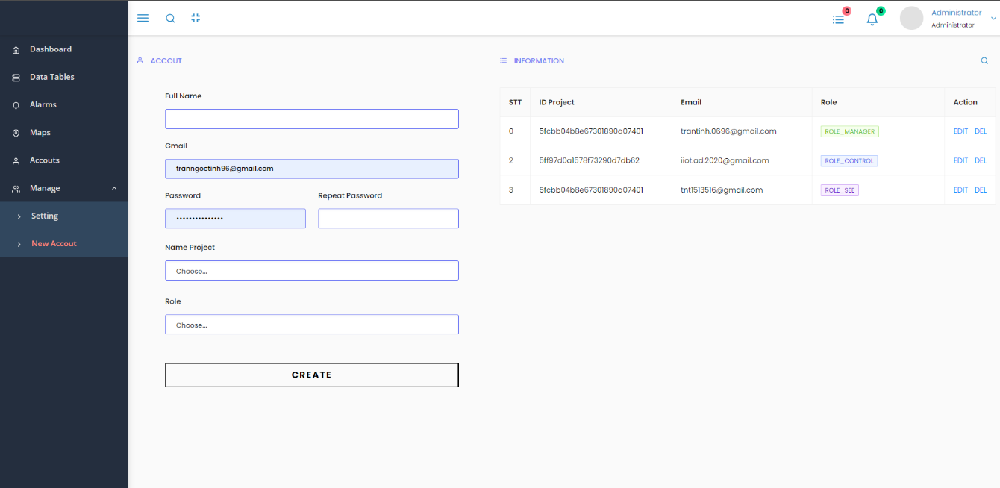 0
0
Administrator
Administrator
Dashboard
Data Tables
Alarms
Maps
Accouts
Manage
Setting
New Accout
ACCOUT
Full Name
Gmail
tranngoctinh96@gmail.com
Password
Repeat Password
•••••••••••••••
Name Project
Choose...
Role
Choose...
CREATE
INFORMATION
STT ID Project Email Role Action
0 5fcbb04b8e67301890a07401 trantinh.0696@gmail.com ROLE_MANAGER EDIT DEL
2 5ff97d0a1578f73290d7db62 iiot.ad.2020@gmail.com ROLE_CONTROL EDIT DEL
3 5fcbb04b8e67301890a07401 tnt1513516@gmail.com ROLE_SEE EDIT DEL